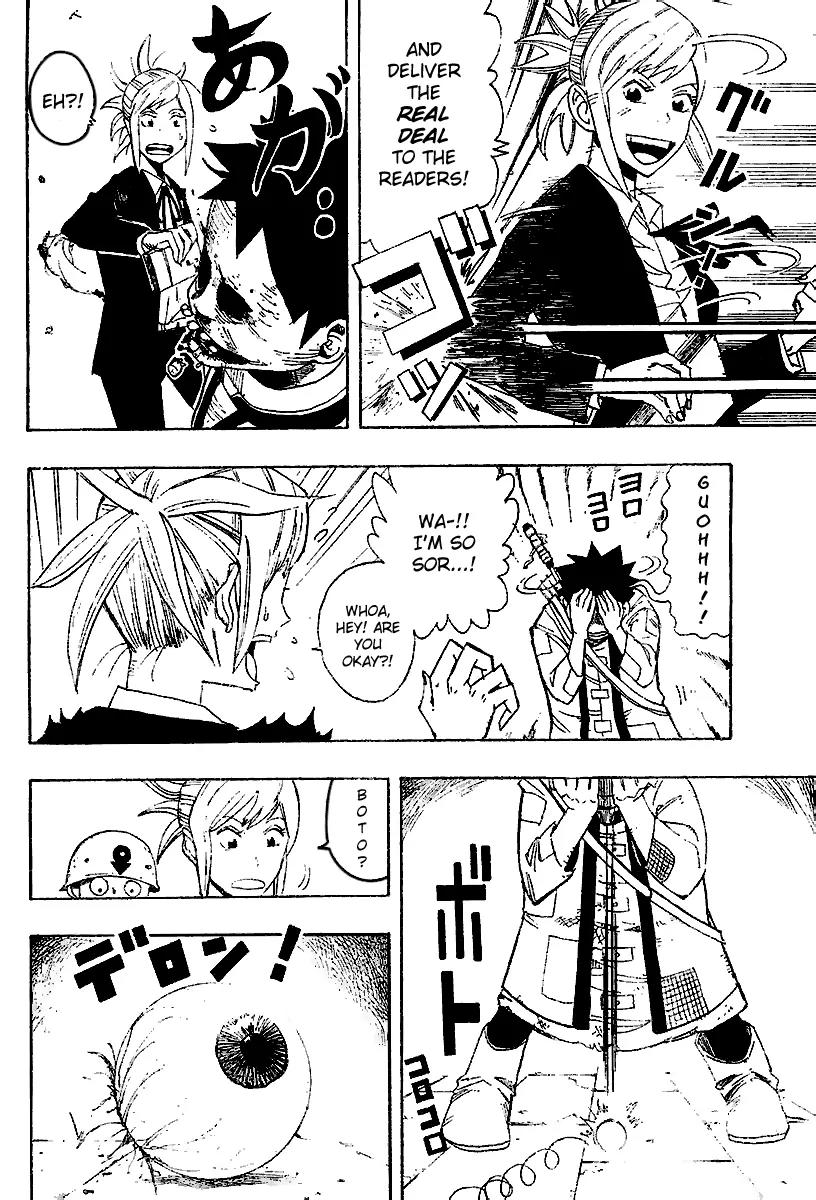 AND
DELIVER
THE
REAL
DEAL
TO THE
READERS!
グルンッ!
ゴ
あがっ:
EH?!
GUOHHH!!
ヨロ
ヨロ
WA-!!
I'M SO
SOR...!
WHOA,
HEY! ARE
YOU
OKAY?!
ボト
コロコロ
BOTO?
デロン!